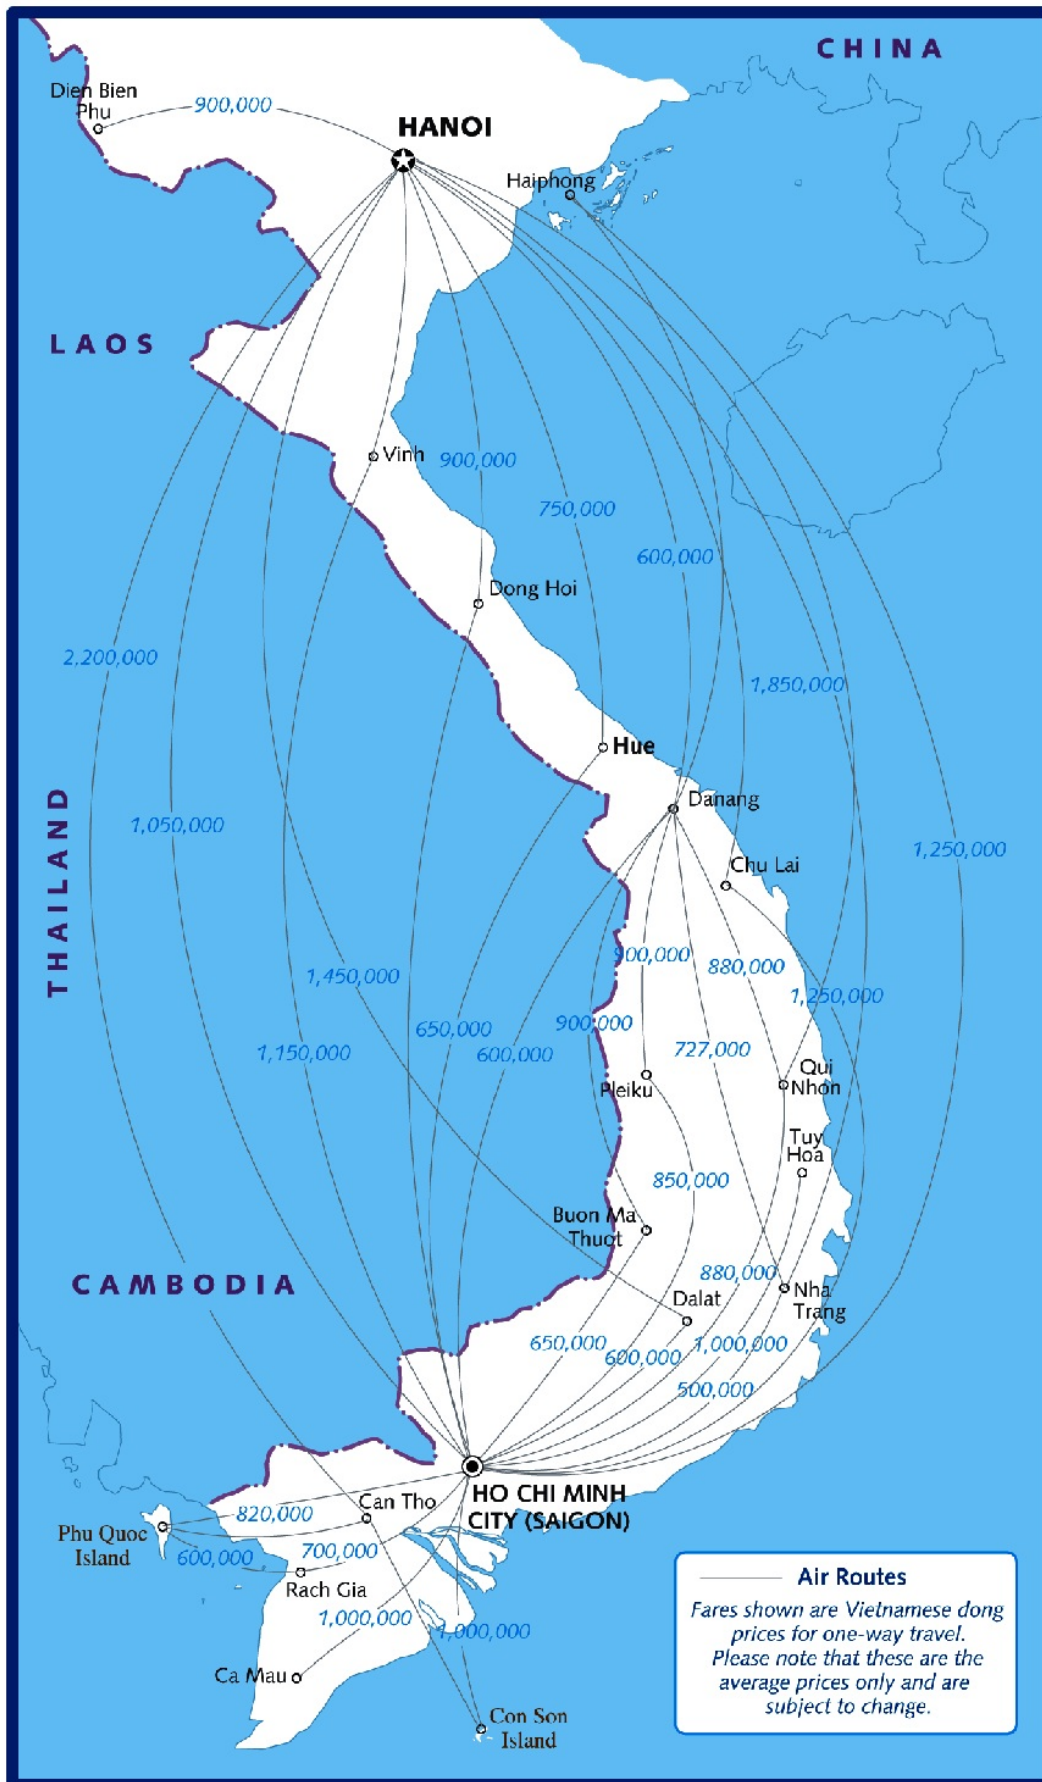 CHINA
Dien Bien
Phu
900,000
HANOI
Haiphong
LAOS
Vinh
900,000
750,000
600,000
Dong Hoi
2,200,000
1,850,000
Hue
THAILAND
Danang
1,050,000
1,250,000
Chu Lai
900,000
880,000
1,450,000
1,250,000
650,000
900,000
600,000
1,150,000
727,000
Qui
Nhon
Pleiku
Tuy
Hoa
850,000
Buon Ma
Thuot
CAMBODIA
880,000
Nha
Trang
Dalat
650,000
600,000
1,000,000
500,000
HO CHI MINH
CITY (SAIGON)
Can Tho
820,000
Phu Quoc
Island
600,000
700,000
Rach Gia
1,000,000
1,000,000
Ca Mau
Con Son
Island
Air Routes
Fares shown are Vietnamese dong
prices for one-way travel.
Please note that these are the
average prices only and are
subject to change.